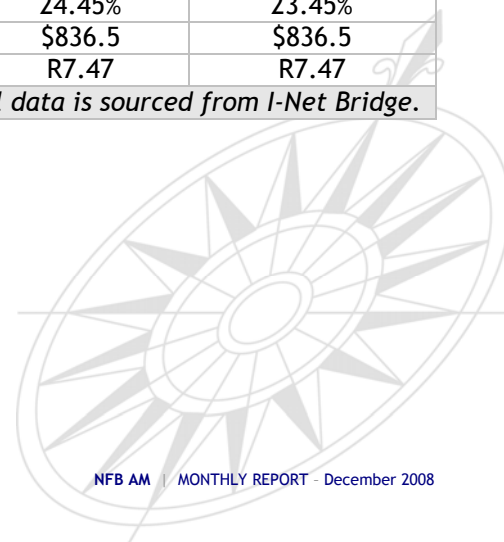 24.45% 23.45%
$836.5 $836.5
R7.47 R7.47
data is sourced from I-Net Bridge.
NFB AM | MONTHLY REPORT - December 2008